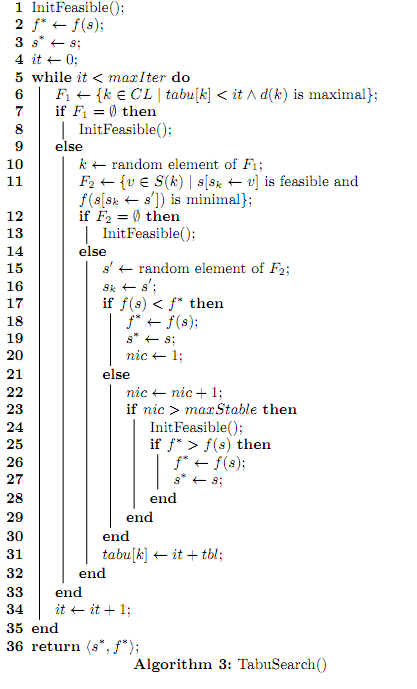 1 InitFeasible();
2 f* ← f(s);
3 s* ← s;
4 it ← 0;
5 while it < maxIter do
6 F₁ ← {k ∈ CL | tabu[k] < it ∧ d(k) is maximal};
7 if F₁ = ∅ then
8 InitFeasible();
9 else
10 k ← random element of F₁;
11 F₂ ← {v ∈ S(k) | s[sₖ ← v] is feasible and
f(s[sₖ ← s′]) is minimal};
12 if F₂ = ∅ then
13 InitFeasible();
14 else
15 s′ ← random element of F₂;
16 sₖ ← s′;
17 if f(s) < f* then
18 f* ← f(s);
19 s* ← s;
20 nic ← 1;
21 else
22 nic ← nic + 1;
23 if nic > maxStable then
24 InitFeasible();
25 if f* > f(s) then
26 f* ← f(s);
27 s* ← s;
28 end
29 end
30 end
31 tabu[k] ← it + tbl;
32 end
33 end
34 it ← it + 1;
35 end
36 return ⟨s*, f*⟩;
Algorithm 3: TabuSearch()